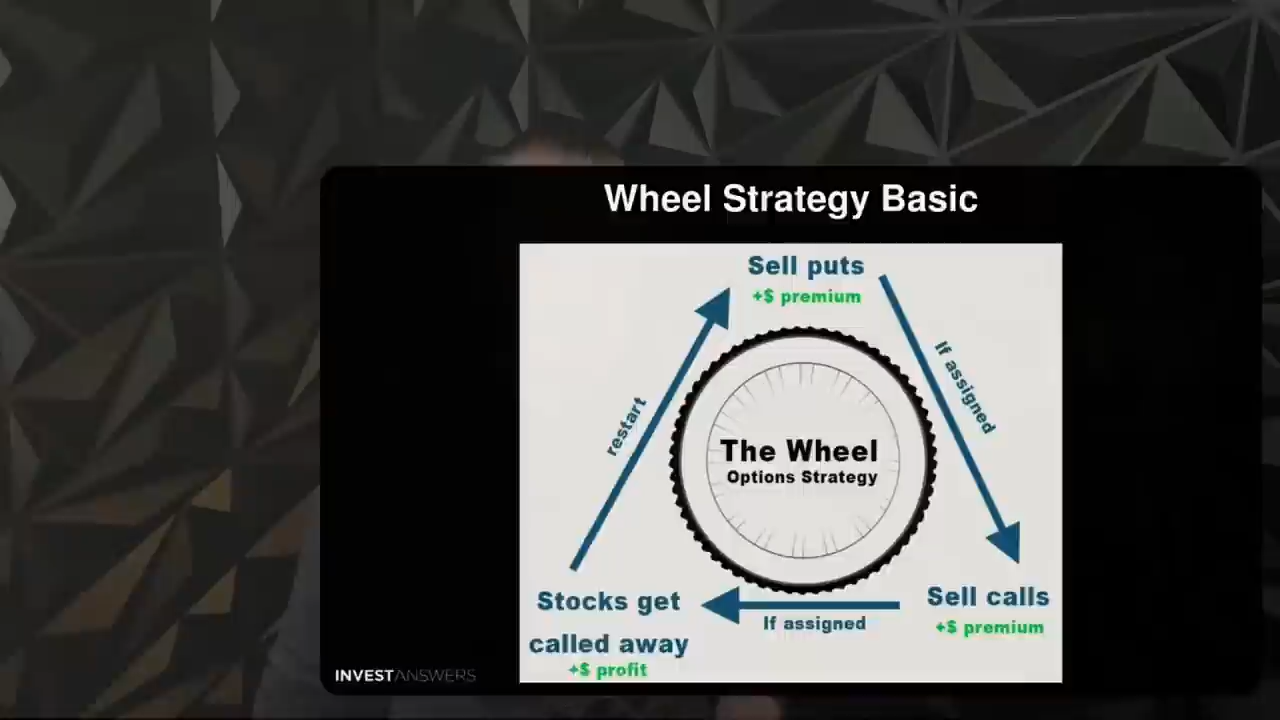 Wheel Strategy Basic
Sell puts
+$ premium
If assigned
restart
The Wheel
Options Strategy
Sell calls
+$ premium
If assigned
Stocks get
called away
+$ profit
INVESTANSWERS